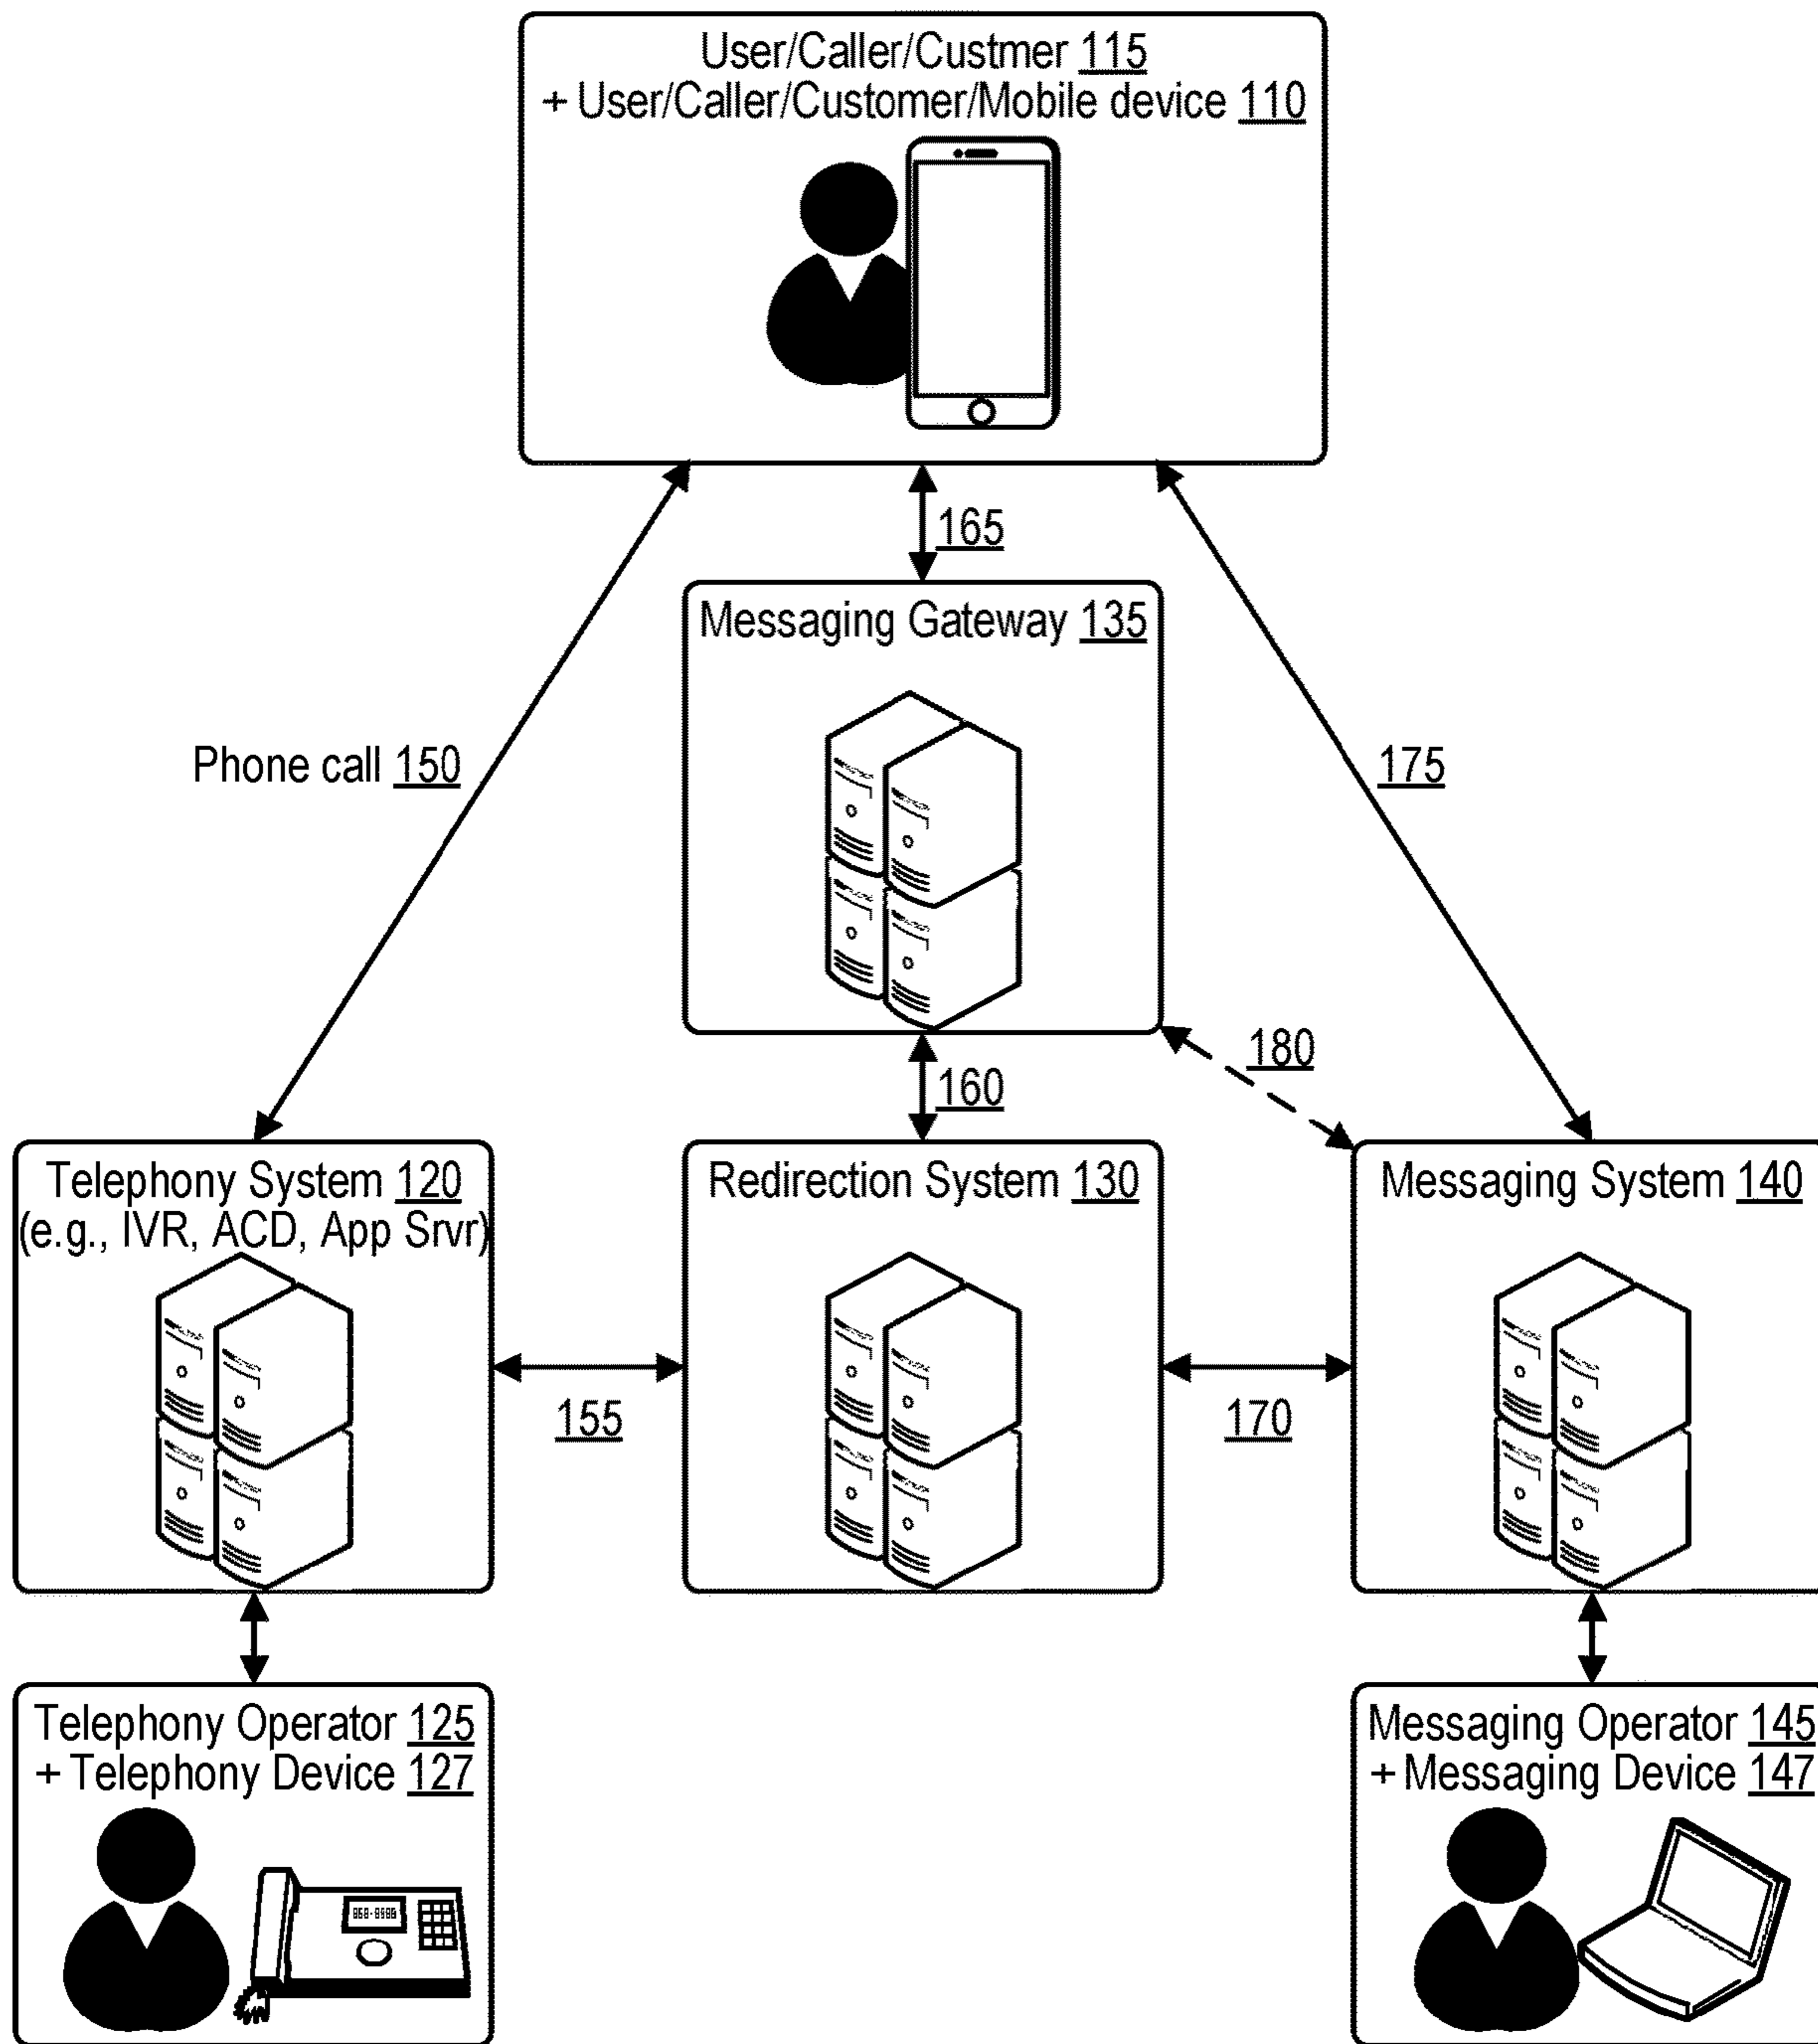 User/Caller/Custmer 115
+ User/Caller/Customer/Mobile device 110
165
Messaging Gateway 135
Phone call 150
175
180
160
Telephony System 120
(e.g., IVR, ACD, App Srvr)
Redirection System 130
Messaging System 140
155
170
Telephony Operator 125
+ Telephony Device 127
Messaging Operator 145
+ Messaging Device 147